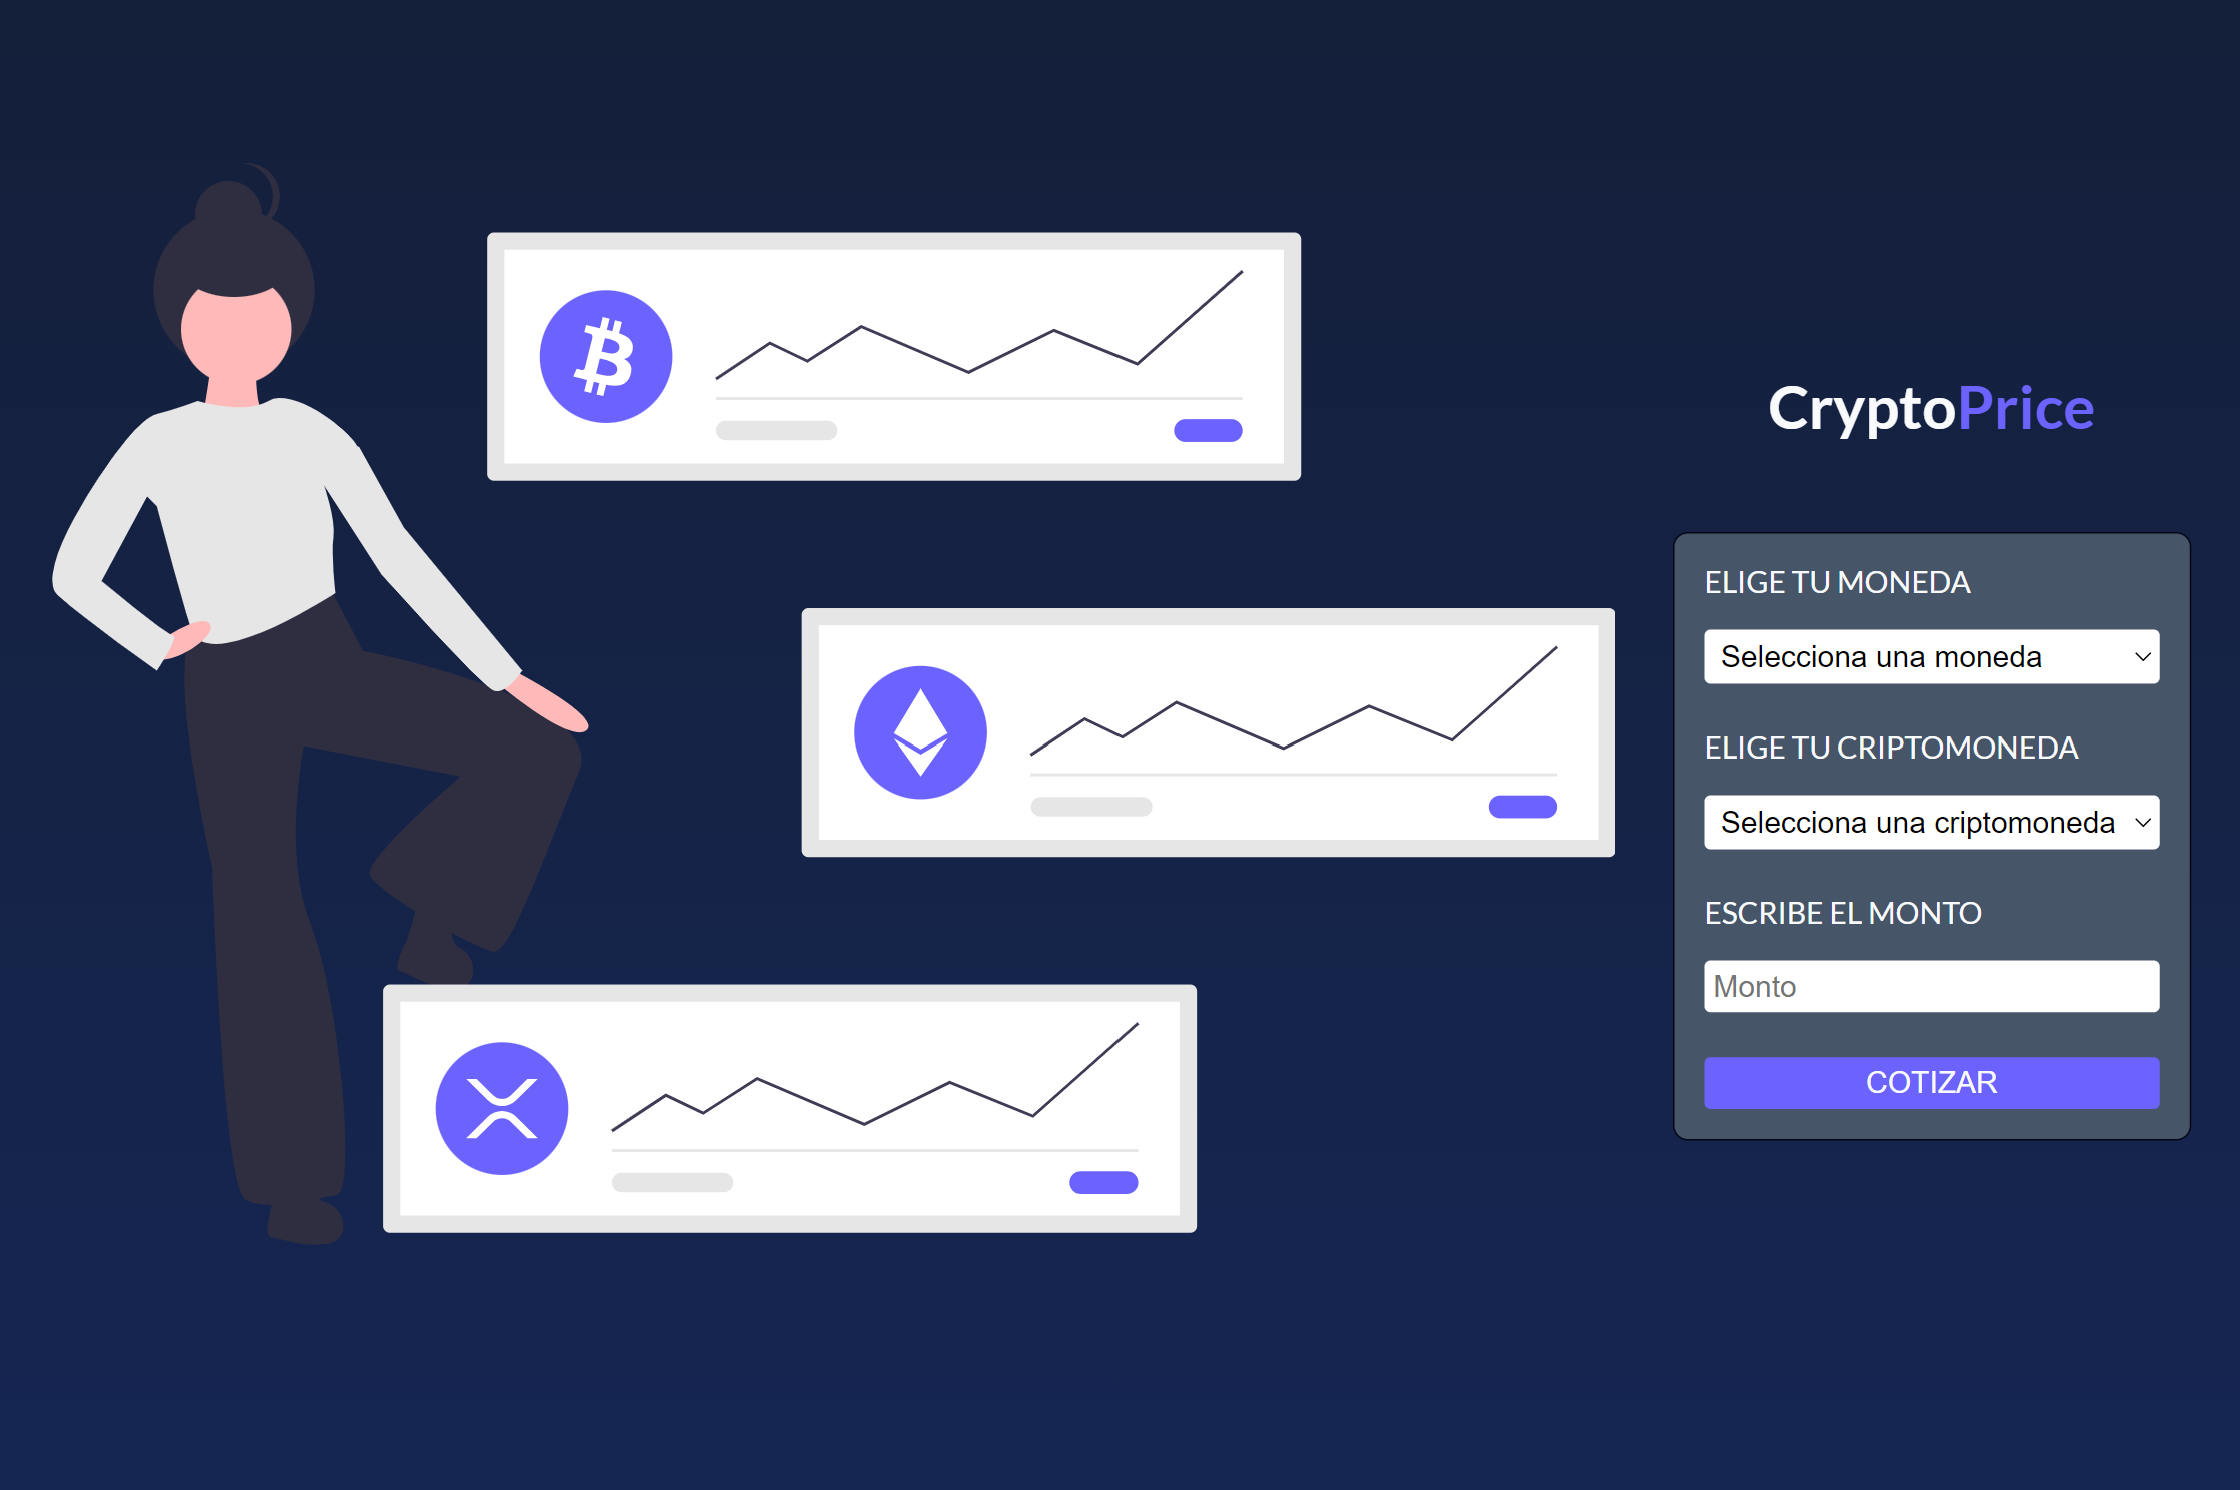 CryptoPrice
ELIGE TU MONEDA
Selecciona una moneda
ELIGE TU CRIPTOMONEDA
Selecciona una criptomoneda
ESCRIBE EL MONTO
Monto
COTIZAR